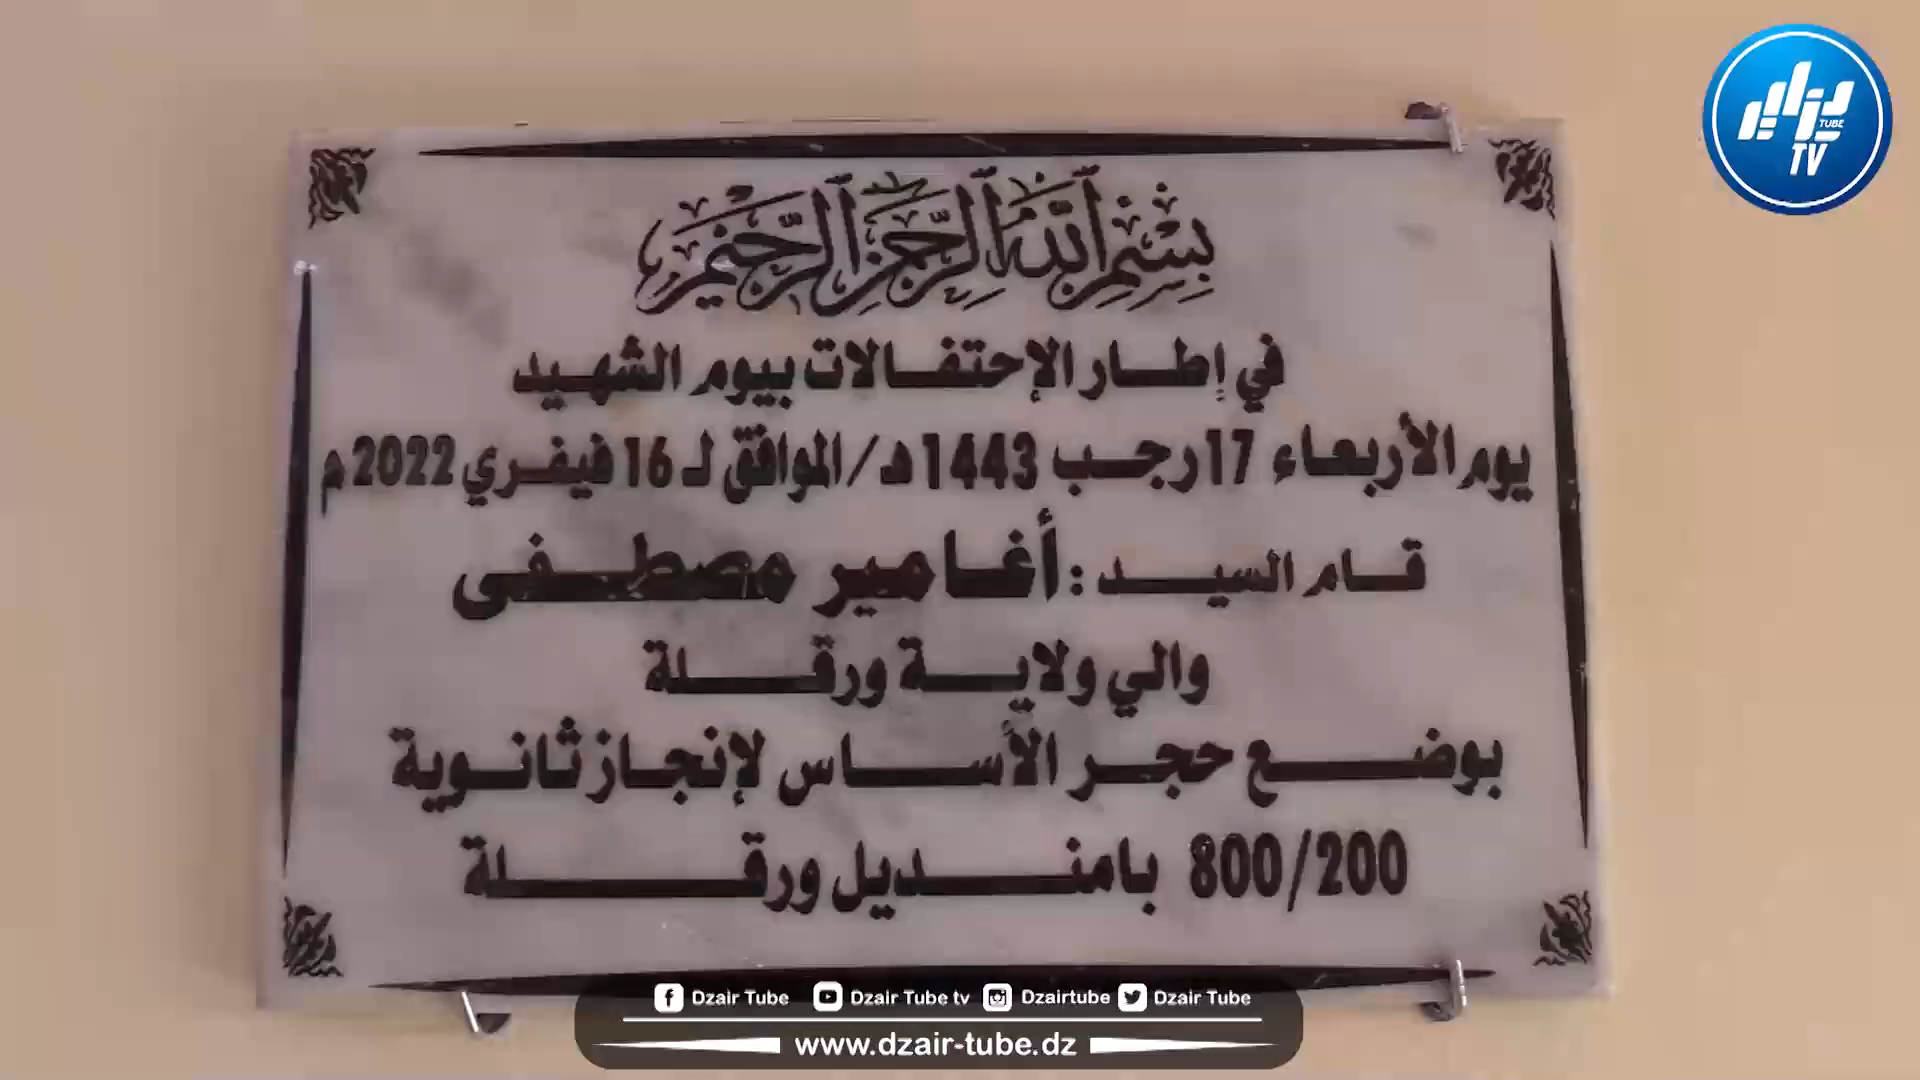 بسم الله الرحمن الرحيم
في إطار الإحتفالات بيوم الشهيد
يوم الأربعاء 17 رجب 1443 هـ/الموافق لـ 16 فيفري 2022 م
قام السيد : أغا مير مصطفى
والي ولاية ورقلة
بوضع حجر الأساس لإنجاز ثانوية
800/200 بامنديل ورقلة
TUBE
TV
Dzair Tube Dzair Tube tv Dzairtube Dzair Tube
www.dzair-tube.dz